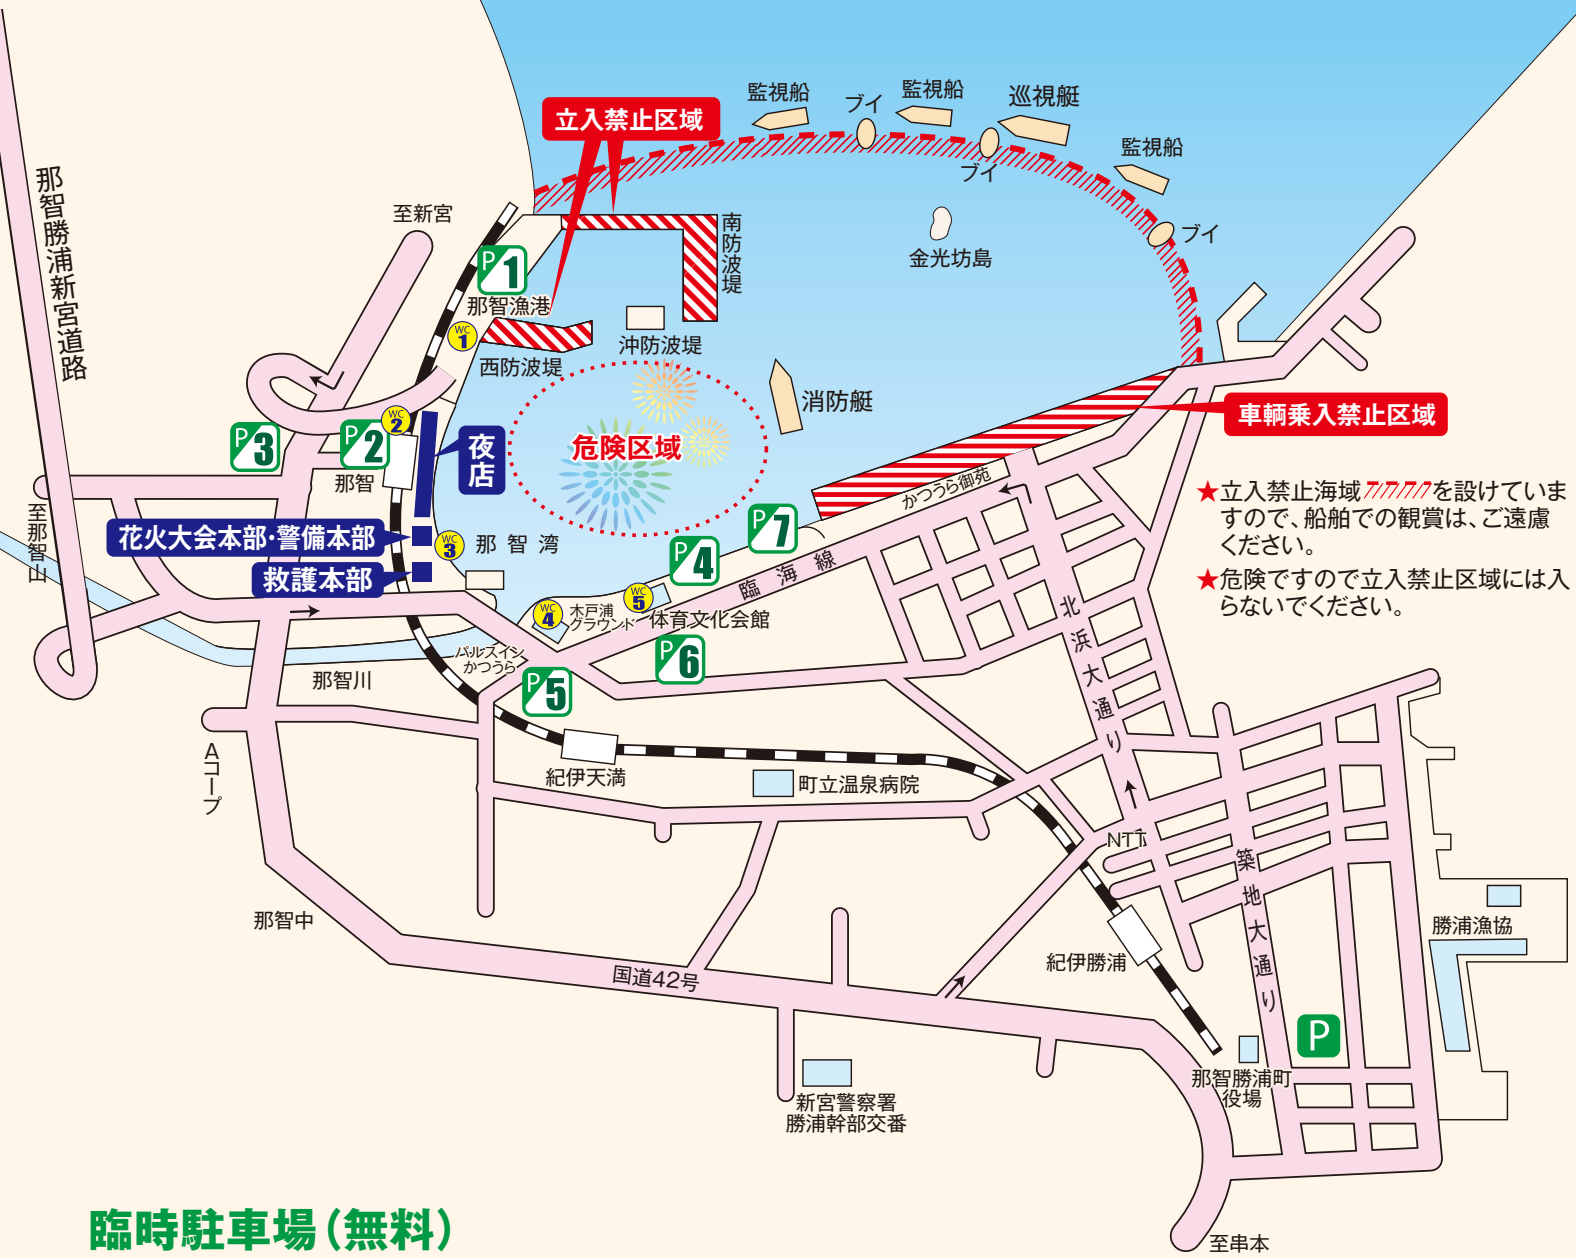 監視船
ブイ
監視船
巡視艇
監視船
ブイ
ブイ
立入禁止区域
金光坊島
那智勝浦新宮道路
至新宮
南防波堤
P1
那智漁港
WC1
西防波堤
沖防波堤
消防艇
危険区域
車輌乗入禁止区域
P3
P2
WC2
那智
夜店
かつうら御苑
★立入禁止海域 を設けていま
すので、船舶での観賞は、ご遠慮
ください。
★危険ですので立入禁止区域には入
らないでください。
至那智山
花火大会本部・警備本部
救護本部
WC3
那智湾
P7
P4
臨海線
WC4
木戸浦
グラウンド
WC5
体育文化会館
P6
バルスイン
かつうら
P5
北浜大通り
那智川
Aコープ
紀伊天満
町立温泉病院
NTT
築地大通り
那智中
国道42号
紀伊勝浦
勝浦漁協
P
那智勝浦町
役場
新宮警察署
勝浦幹部交番
至串本
臨時駐車場(無料)